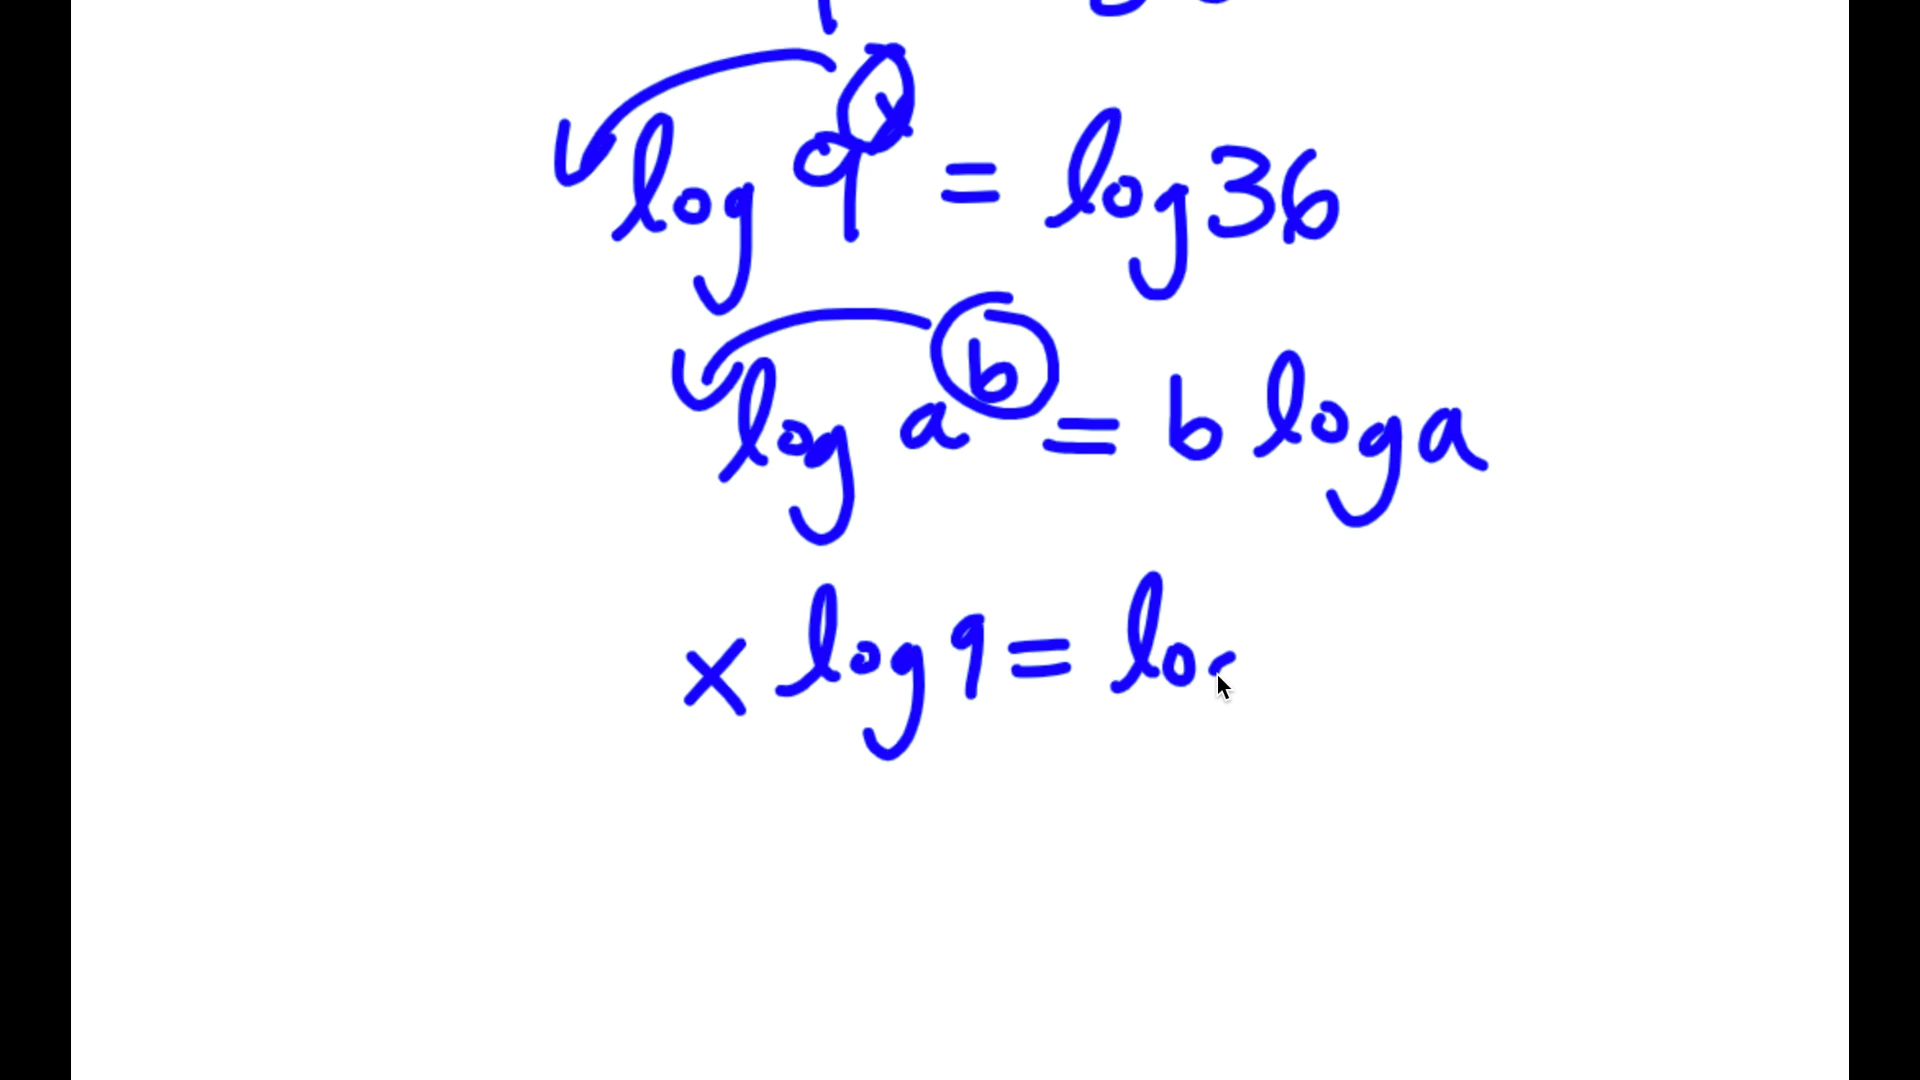 log 9^x = log 36
log a^b = b log a
x log 9 = lo